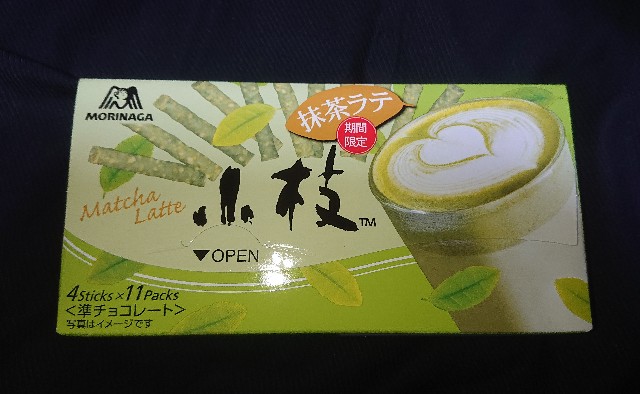 MORINAGA
抹茶ラテ
期間
限定
Matcha
Latte
小枝™
▼OPEN
4Sticks×11Packs
<準チョコレート>
写真はイメージです